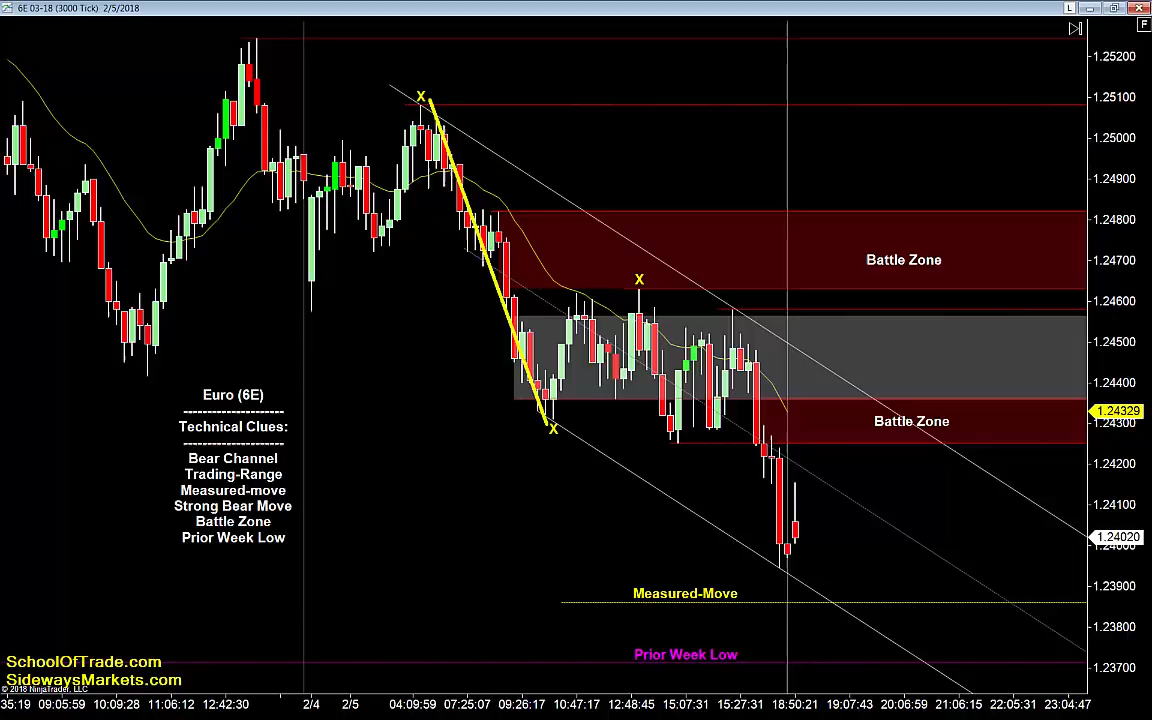 6E 03-18 (3000 Tick) 2/5/2018
L
F
1.25200
1.25100
X
1.25000
1.24900
1.24800
Battle Zone
1.24700
X
1.24600
1.24500
1.24400
Euro (6E)
1.24329
--------------------
1.24300
Battle Zone
Technical Clues:
X
--------------------
Bear Channel
1.24200
Trading-Range
Measured-move
Strong Bear Move
1.24100
Battle Zone
Prior Week Low
1.24020
1.24000
1.23900
Measured-Move
1.23800
Prior Week Low
SchoolOfTrade.com
1.23700
SidewaysMarkets.com
© 2018 NinjaTrader, LLC
35:19 09:05:59 10:09:28 11:06:12 12:42:30 2/4 2/5 04:09:59 07:25:07 09:26:17 10:47:17 12:48:45 15:07:31 15:27:31 18:50:21 19:07:43 20:06:59 21:06:15 22:05:31 23:04:47